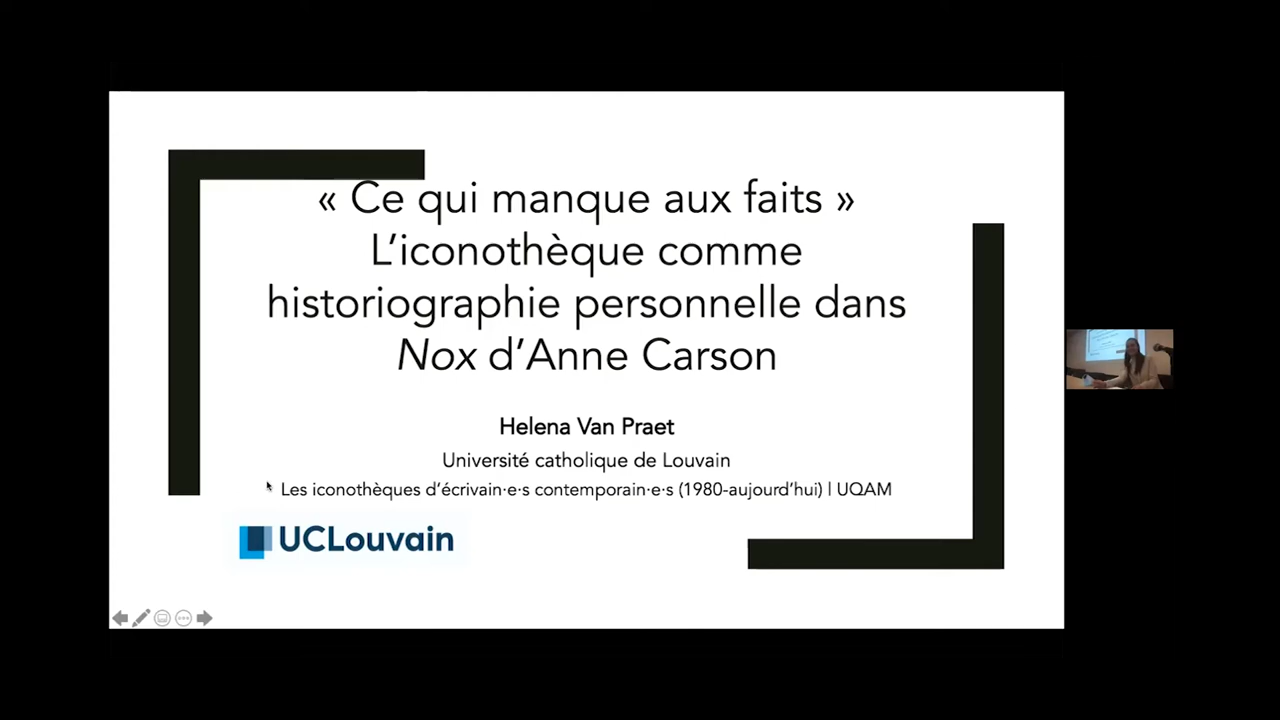 « Ce qui manque aux faits »
L’iconothèque comme
historiographie personnelle dans
Nox d’Anne Carson
Helena Van Praet
Université catholique de Louvain
Les iconothèques d’écrivain·e·s contemporain·e·s (1980-aujourd’hui) | UQAM
UCLouvain